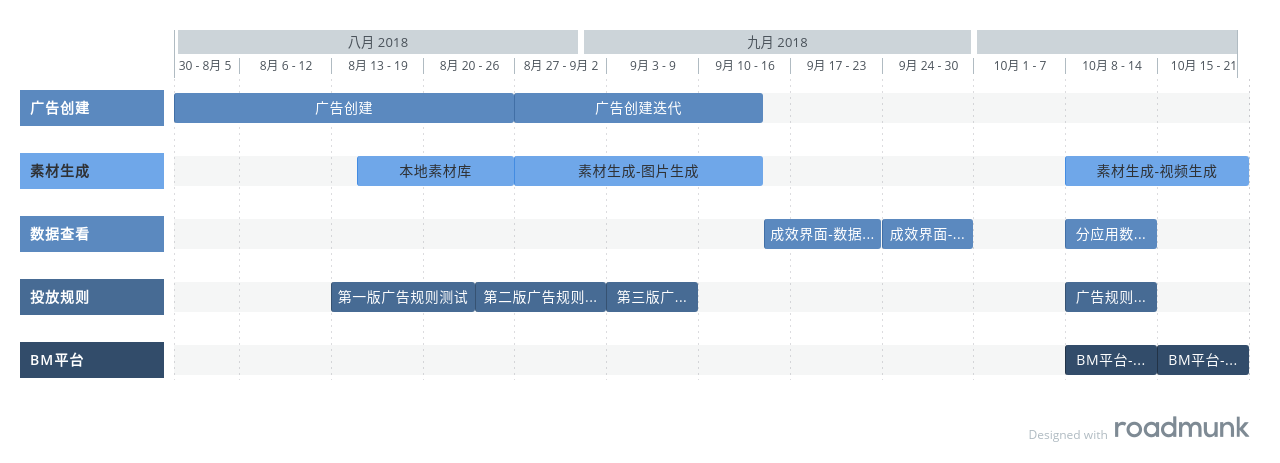 八月 2018 九月 2018
30 - 8月 5 8月 6 - 12 8月 13 - 19 8月 20 - 26 8月 27 - 9月 2 9月 3 - 9 9月 10 - 16 9月 17 - 23 9月 24 - 30 10月 1 - 7 10月 8 - 14 10月 15 - 21
广告创建 广告创建 广告创建迭代
素材生成 本地素材库 素材生成-图片生成 素材生成-视频生成
数据查看 成效界面-数据... 成效界面-... 分应用数...
投放规则 第一版广告规则测试 第二版广告规则... 第三版广... 广告规则...
BM平台 BM平台-... BM平台-...
Designed with roadmunk